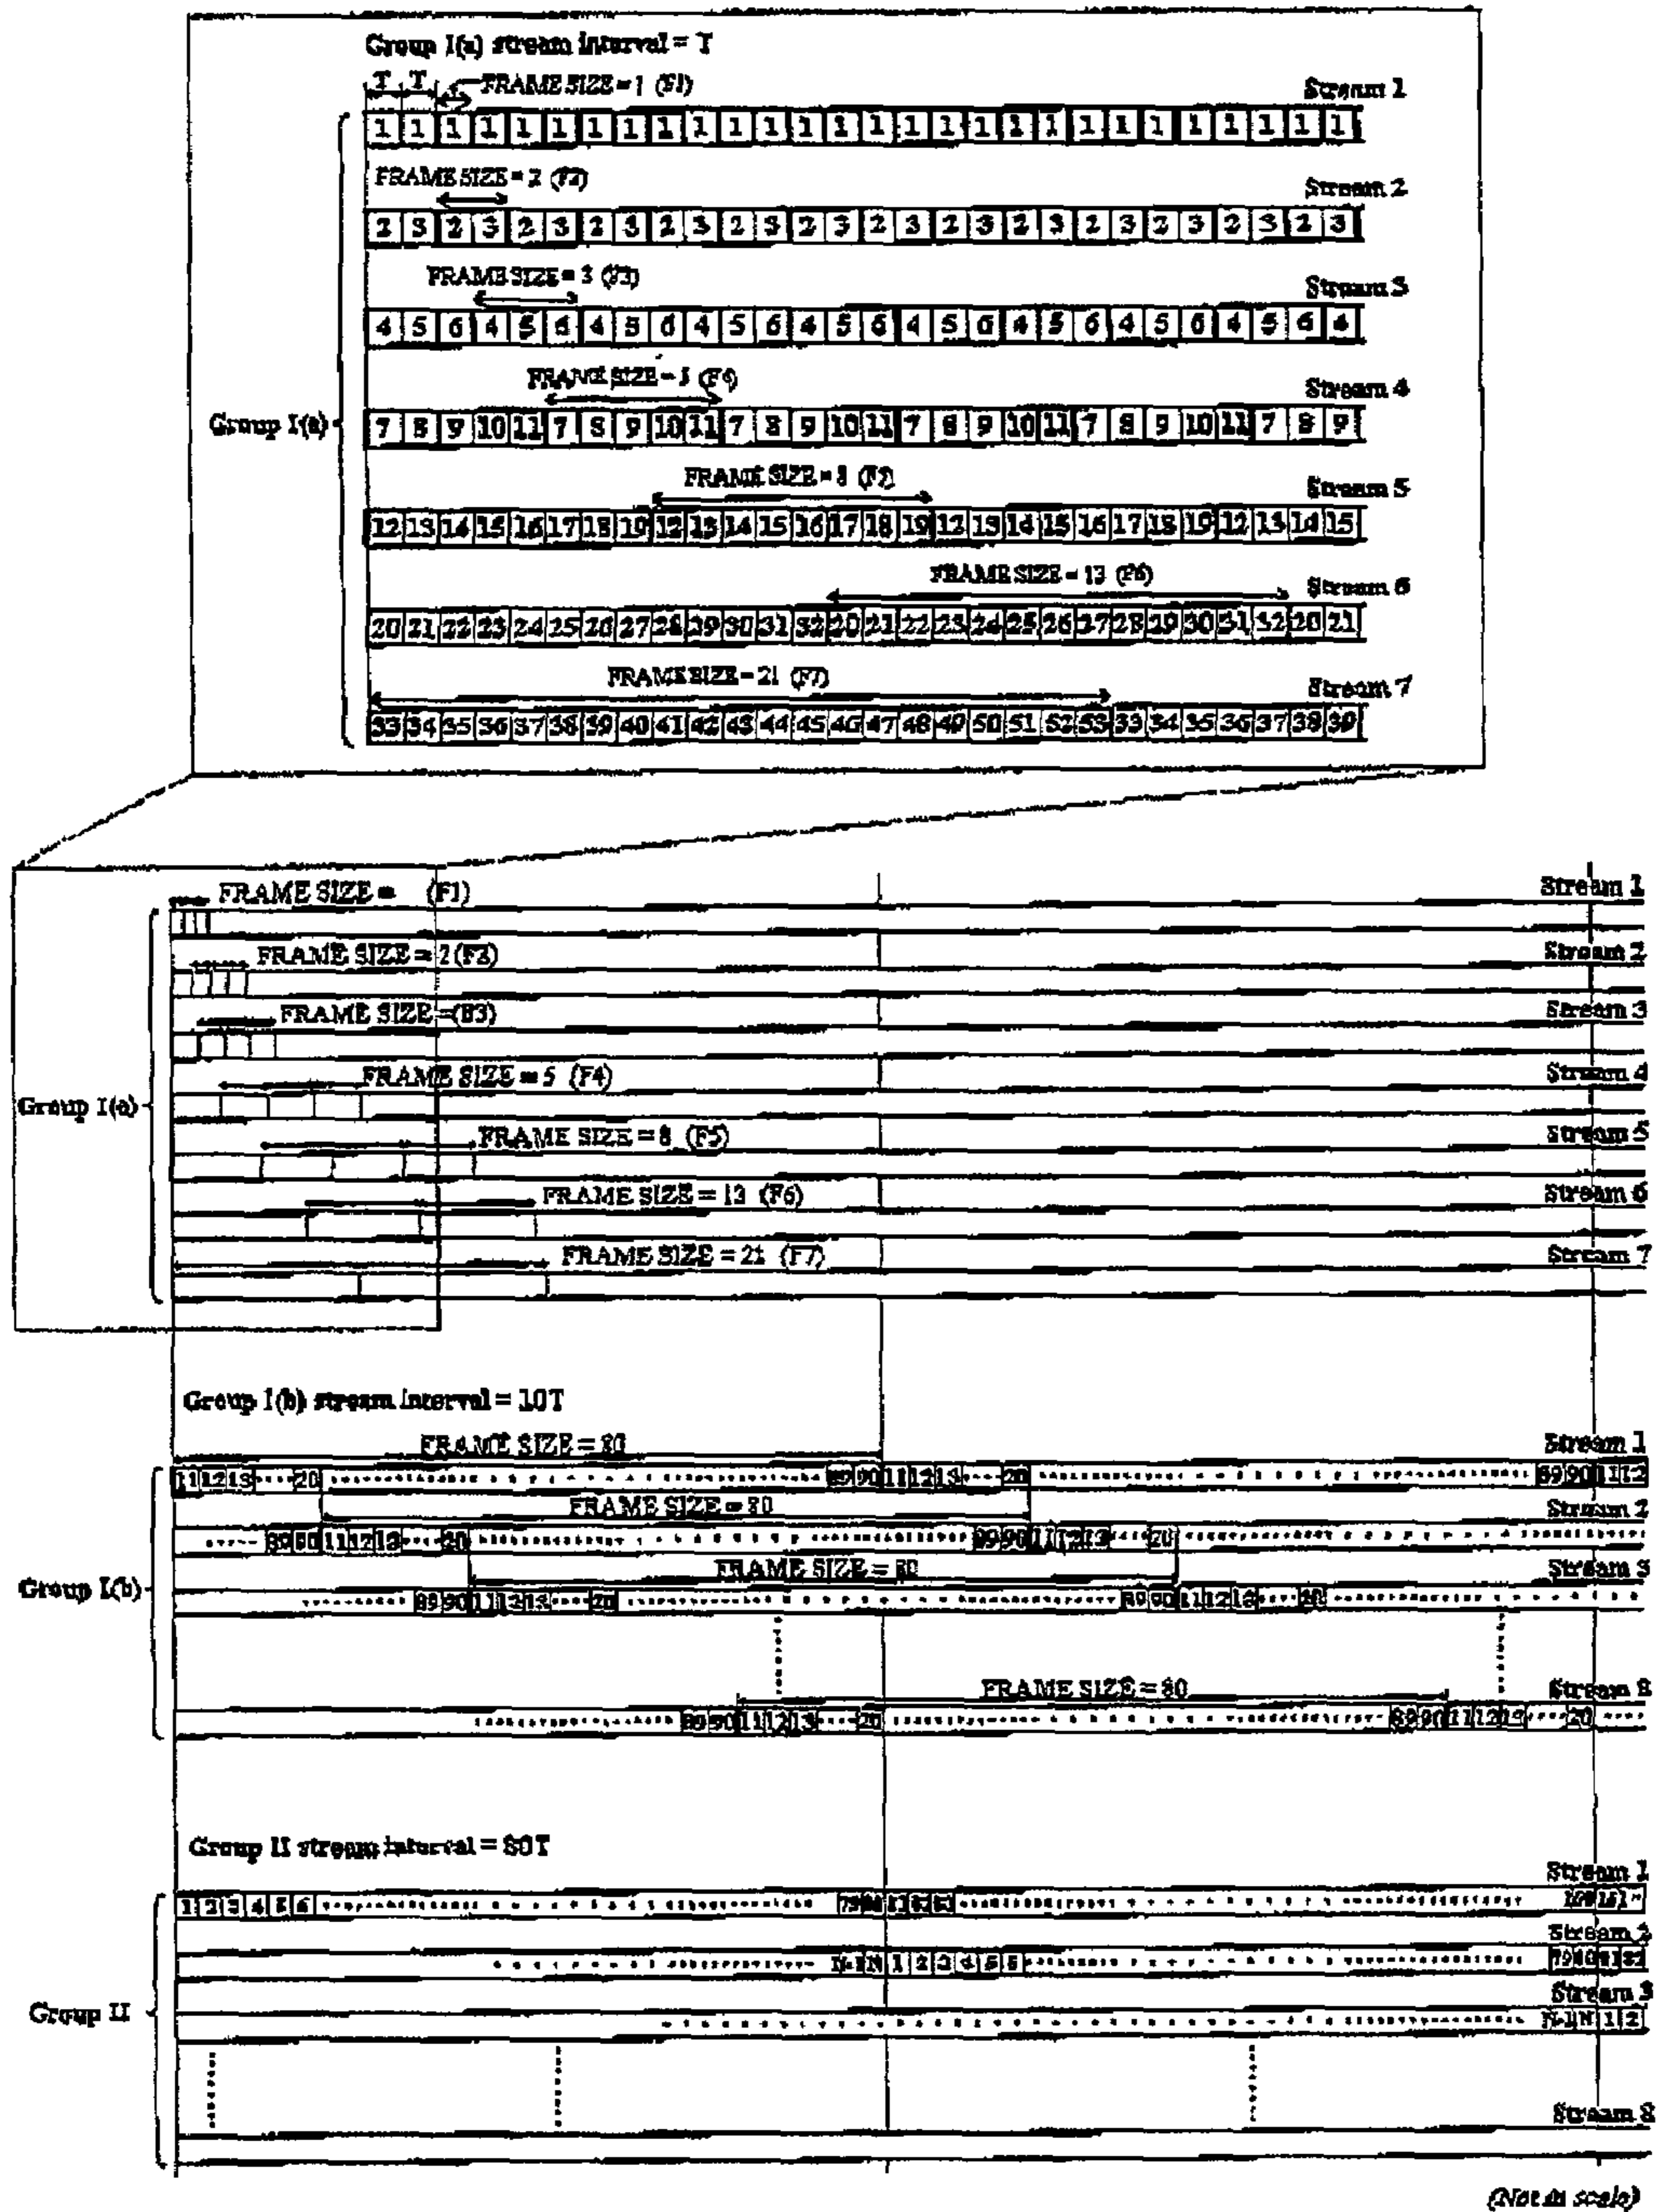 Group I(a) stream interval = T
T T FRAME SIZE = 1 (F1) Stream 1
1 1 1 1 1 1 1 1 1 1 1 1 1 1 1 1 1 1 1 1 1 1 1 1 1 1 1 1
FRAME SIZE = 2 (F2) Stream 2
2 3 2 3 2 3 2 3 2 3 2 3 2 3 2 3 2 3 2 3 2 3 2 3 2 3 2 3
FRAME SIZE = 3 (F3) Stream 3
4 5 6 4 5 6 4 5 6 4 5 6 4 5 6 4 5 6 4 5 6 4 5 6 4 5 6 4
FRAME SIZE = 5 (F4) Stream 4
Group I(a)
7 8 9 10 11 7 8 9 10 11 7 8 9 10 11 7 8 9 10 11 7 8 9 10 11 7 8 9
FRAME SIZE = 8 (F5) Stream 5
12 13 14 15 16 17 18 19 12 13 14 15 16 17 18 19 12 13 14 15 16 17 18 19 12 13 14 15
FRAME SIZE = 13 (F6) Stream 6
20 21 22 23 24 25 26 27 28 29 30 31 32 20 21 22 23 24 25 26 27 28 29 30 31 32 20 21
FRAME SIZE = 21 (F7) Stream 7
33 34 35 36 37 38 39 40 41 42 43 44 45 46 47 48 49 50 51 52 53 33 34 35 36 37 38 39
FRAME SIZE = (F1) Stream 1
FRAME SIZE = 2 (F2) Stream 2
FRAME SIZE = (F3) Stream 3
FRAME SIZE = 5 (F4) Stream 4
Group I(a)
FRAME SIZE = 8 (F5) Stream 5
FRAME SIZE = 13 (F6) Stream 6
FRAME SIZE = 21 (F7) Stream 7
Group I(b) stream interval = 10T
FRAME SIZE = 80 Stream 1
11 12 13 20 89 90 11 12 13 20 89 90 11 12
FRAME SIZE = 80 Stream 2
89 90 11 12 13 20 89 90 11 12 13 20
FRAME SIZE = 80 Stream 3
Group I(b)
89 90 11 12 13 20 89 90 11 12 13 20
FRAME SIZE = 80 Stream 8
89 90 11 12 13 20 89 90 11 12 13 20
Group II stream interval = 80T
Stream 1
1 2 3 4 5 6 79 80 81 82 83
Stream 2
N-1 N 1 2 3 4 5 6 79 80 81 82
Stream 3
Group II
N-1 N 1 2
Stream 8
(Not in scale)